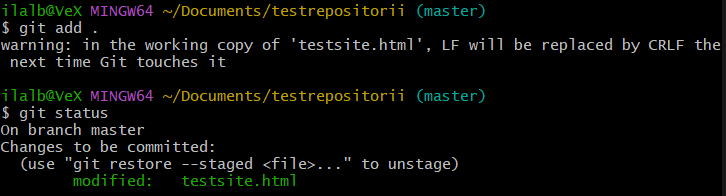 ilalb@VeX MINGW64 ~/Documents/testrepositorii (master)
$ git add .
warning: in the working copy of 'testsite.html', LF will be replaced by CRLF the
 next time Git touches it
ilalb@VeX MINGW64 ~/Documents/testrepositorii (master)
$ git status
On branch master
Changes to be committed:
  (use "git restore --staged <file>..." to unstage)
        modified:   testsite.html